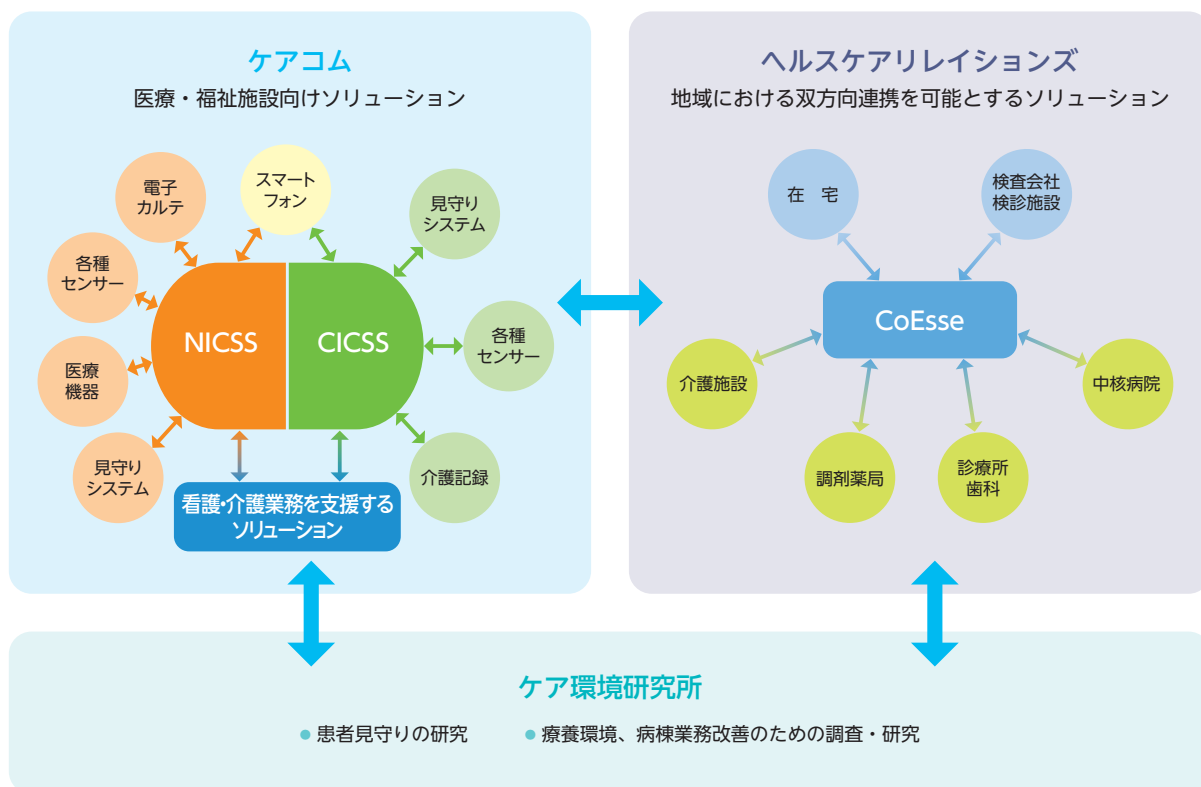 ケアコム
医療・福祉施設向けソリューション
電子
カルテ
スマート
フォン
見守り
システム
各種
センサー
NICSS
CICSS
各種
センサー
医療
機器
見守り
システム
介護記録
看護・介護業務を支援する
ソリューション
ヘルスケアリレイションズ
地域における双方向連携を可能とするソリューション
在　宅
検査会社
検診施設
CoEsse
介護施設
中核病院
調剤薬局
診療所
歯科
ケア環境研究所
● 患者見守りの研究
● 療養環境、病棟業務改善のための調査・研究